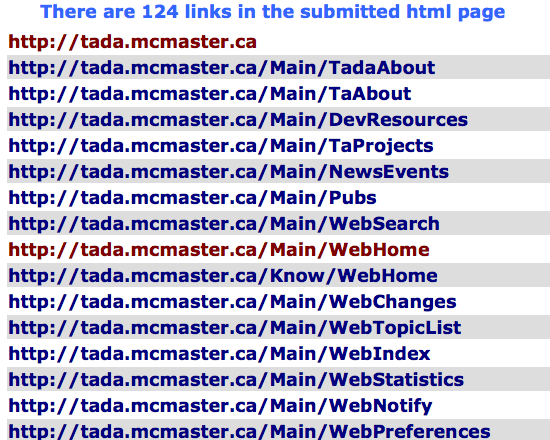 There are 124 links in the submitted html page
http://tada.mcmaster.ca
http://tada.mcmaster.ca/Main/TadaAbout
http://tada.mcmaster.ca/Main/TaAbout
http://tada.mcmaster.ca/Main/DevResources
http://tada.mcmaster.ca/Main/TaProjects
http://tada.mcmaster.ca/Main/NewsEvents
http://tada.mcmaster.ca/Main/Pubs
http://tada.mcmaster.ca/Main/WebSearch
http://tada.mcmaster.ca/Main/WebHome
http://tada.mcmaster.ca/Know/WebHome
http://tada.mcmaster.ca/Main/WebChanges
http://tada.mcmaster.ca/Main/WebTopicList
http://tada.mcmaster.ca/Main/WebIndex
http://tada.mcmaster.ca/Main/WebStatistics
http://tada.mcmaster.ca/Main/WebNotify
http://tada.mcmaster.ca/Main/WebPreferences